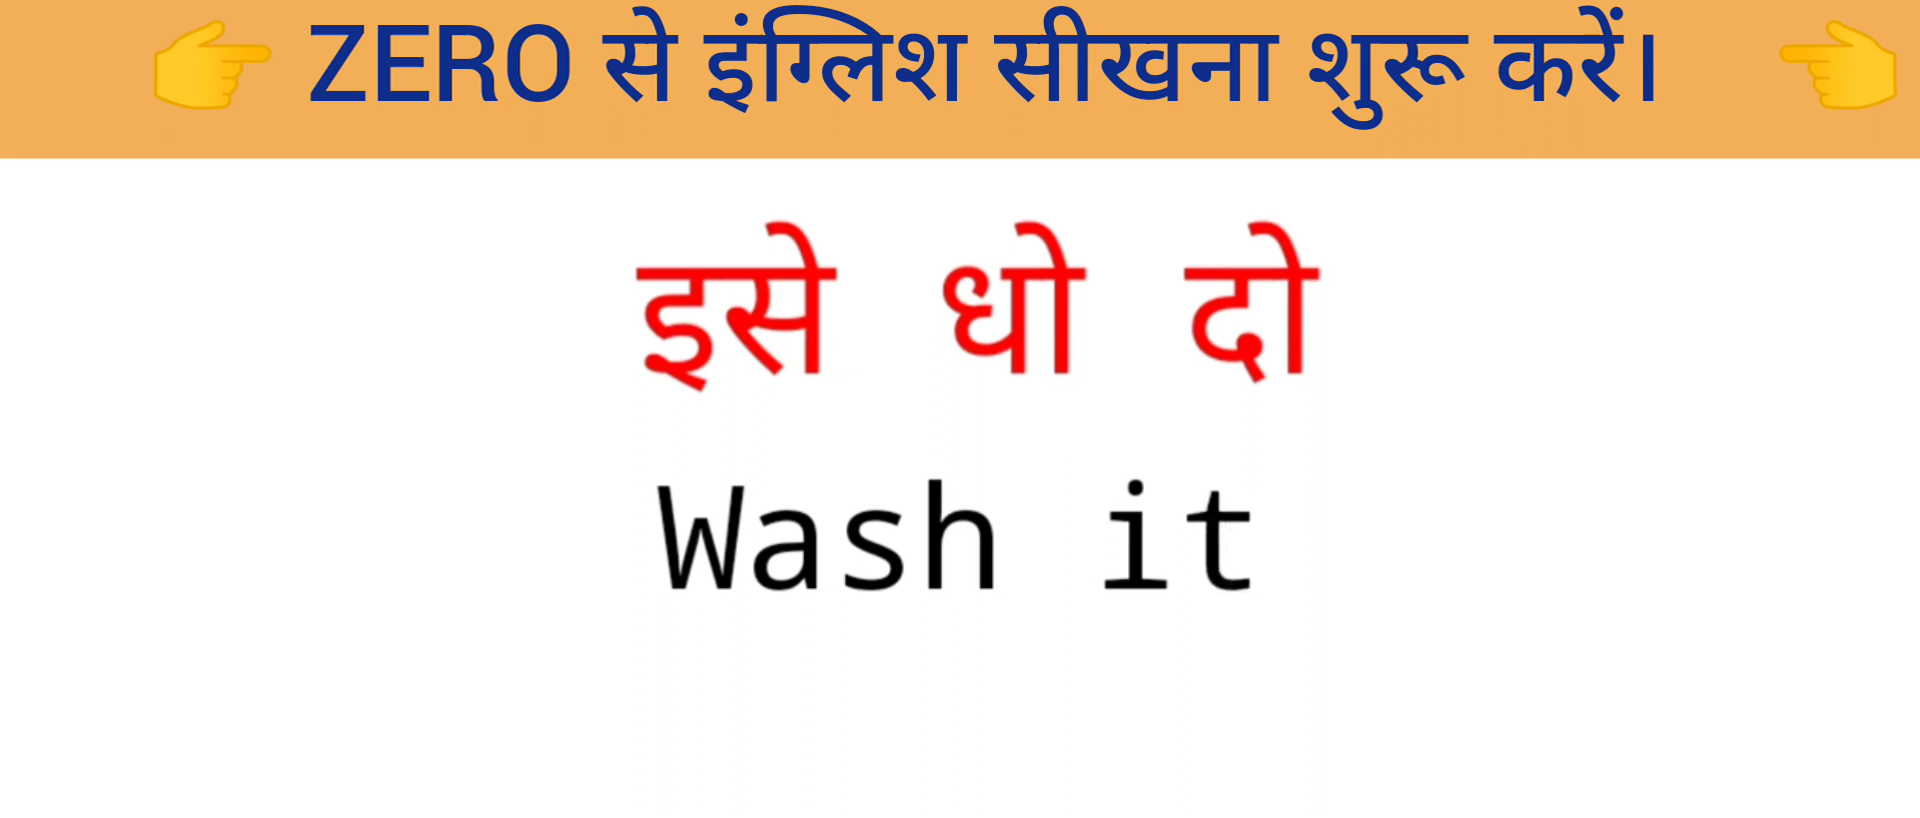 👉 ZERO से इंग्लिश सीखना शुरू करें। 👈
इसे धो दो
Wash it